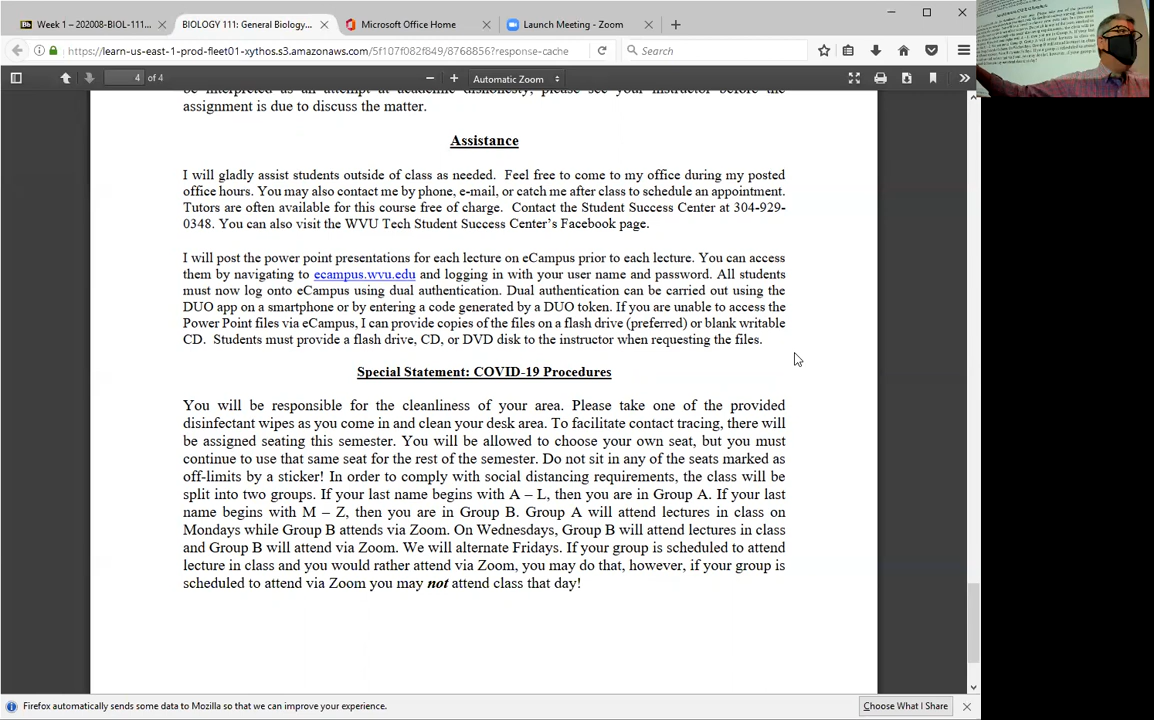 Week 1 – 202008-BIOL-111...
BIOLOGY 111: General Biology...
Microsoft Office Home
Launch Meeting - Zoom
https://learn-us-east-1-prod-fleet01-xythos.s3.amazonaws.com/5f107082f849/8768856?response-cache
Search
4 of 4
Automatic Zoom
be interpreted as an attempt at academic dishonesty, please see your instructor before the
assignment is due to discuss the matter.
Assistance
I will gladly assist students outside of class as needed. Feel free to come to my office during my posted
office hours. You may also contact me by phone, e-mail, or catch me after class to schedule an appointment.
Tutors are often available for this course free of charge. Contact the Student Success Center at 304-929-
0348. You can also visit the WVU Tech Student Success Center’s Facebook page.
I will post the power point presentations for each lecture on eCampus prior to each lecture. You can access
them by navigating to ecampus.wvu.edu and logging in with your user name and password. All students
must now log onto eCampus using dual authentication. Dual authentication can be carried out using the
DUO app on a smartphone or by entering a code generated by a DUO token. If you are unable to access the
Power Point files via eCampus, I can provide copies of the files on a flash drive (preferred) or blank writable
CD. Students must provide a flash drive, CD, or DVD disk to the instructor when requesting the files.
Special Statement: COVID-19 Procedures
You will be responsible for the cleanliness of your area. Please take one of the provided
disinfectant wipes as you come in and clean your desk area. To facilitate contact tracing, there will
be assigned seating this semester. You will be allowed to choose your own seat, but you must
continue to use that same seat for the rest of the semester. Do not sit in any of the seats marked as
off-limits by a sticker! In order to comply with social distancing requirements, the class will be
split into two groups. If your last name begins with A – L, then you are in Group A. If your last
name begins with M – Z, then you are in Group B. Group A will attend lectures in class on
Mondays while Group B attends via Zoom. On Wednesdays, Group B will attend lectures in class
and Group B will attend via Zoom. We will alternate Fridays. If your group is scheduled to attend
lecture in class and you would rather attend via Zoom, you may do that, however, if your group is
scheduled to attend via Zoom you may not attend class that day!
Firefox automatically sends some data to Mozilla so that we can improve your experience.
Choose What I Share